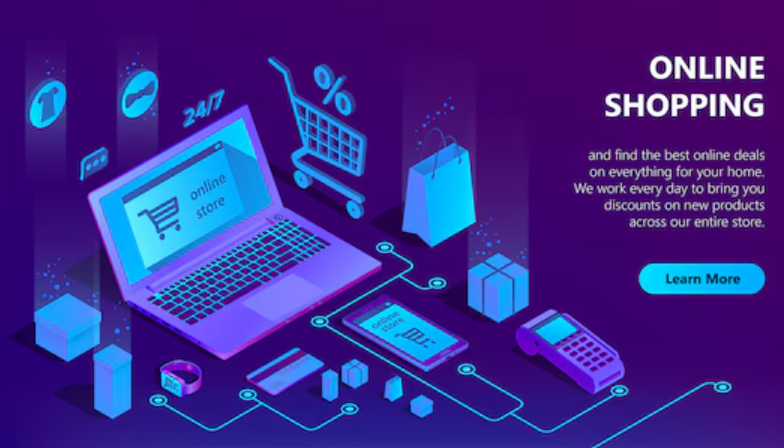 ONLINE
SHOPPING
and find the best online deals
on everything for your home.
We work every day to bring you
discounts on new products
across our entire store.
Learn More
24/7
%
online
store
online
store